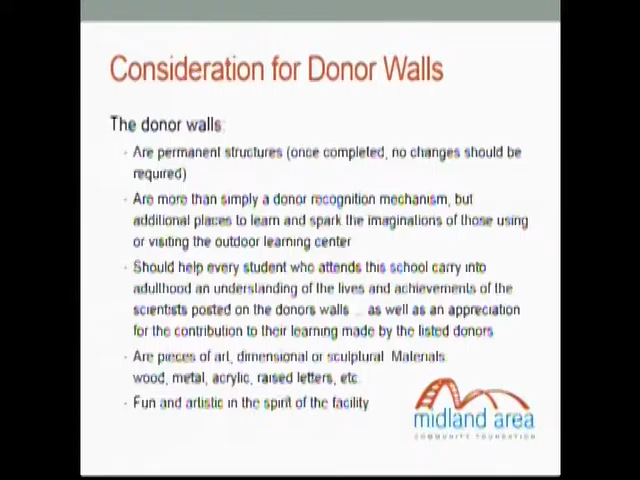 Consideration for Donor Walls
The donor walls:
· Are permanent structures (once completed, no changes should be
required)
· Are more than simply a donor recognition mechanism, but
additional places to learn and spark the imaginations of those using
or visiting the outdoor learning center
· Should help every student who attends this school carry into
adulthood an understanding of the lives and achievements of the
scientists posted on the donors walls ... as well as an appreciation
for the contribution to their learning made by the listed donors
· Are pieces of art, dimensional or sculptural. Materials:
wood, metal, acrylic, raised letters, etc.
· Fun and artistic in the spirit of the facility
midland area
COMMUNITY FOUNDATION